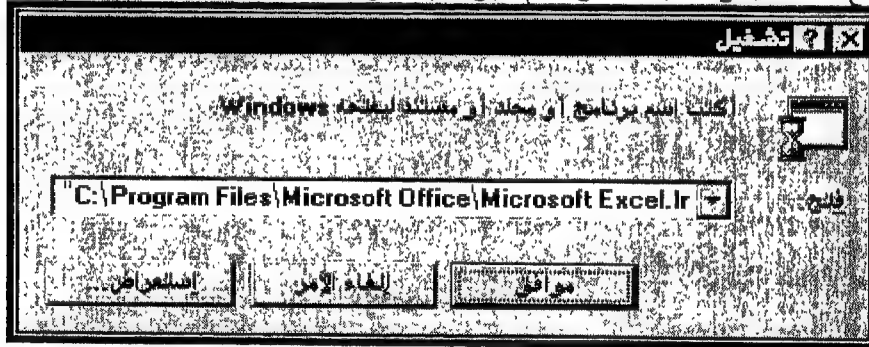 تشغيل
اكتب اسم برنامج أو مجلد أو مستند ليفتحه Windows
فتح
"C:\Program Files\Microsoft Office\Microsoft Excel.lr
موافق
إلغاء الأمر
استعراض...